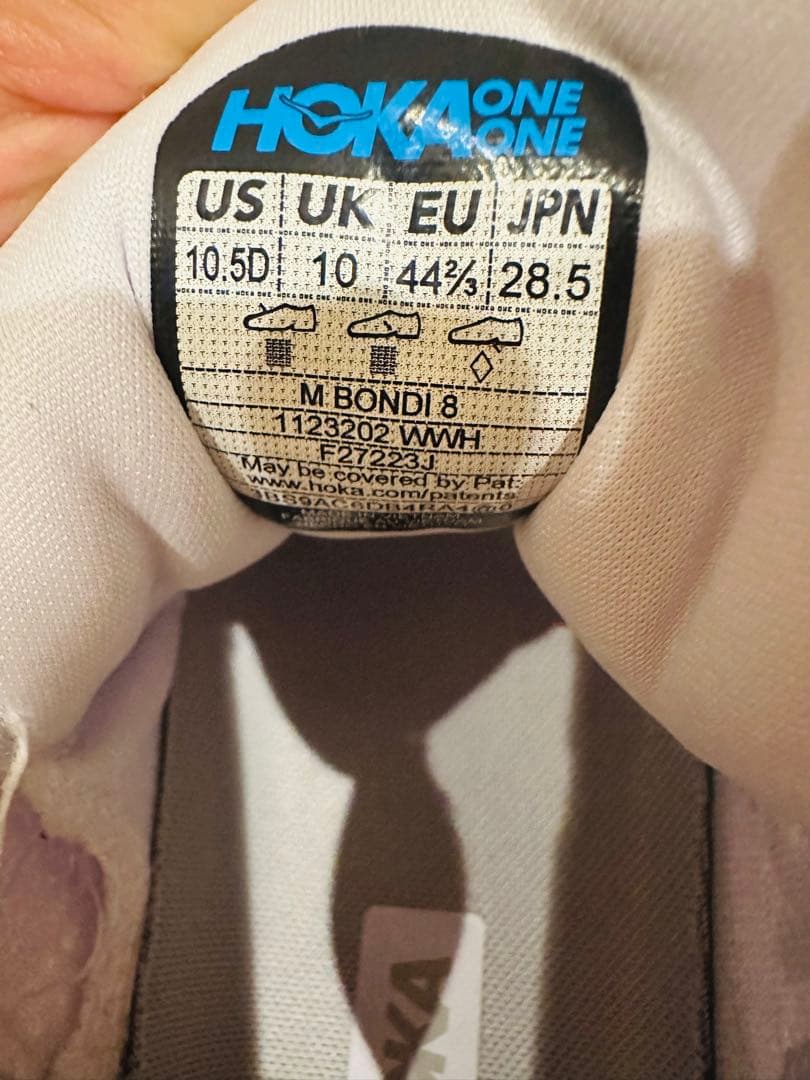 HOKA ONE ONE
US UK EU JPN
10.5D 10 44⅔ 28.5
M BONDI 8
1123202 WWH
F27223J
May be covered by Pat:
www.hoka.com/patents